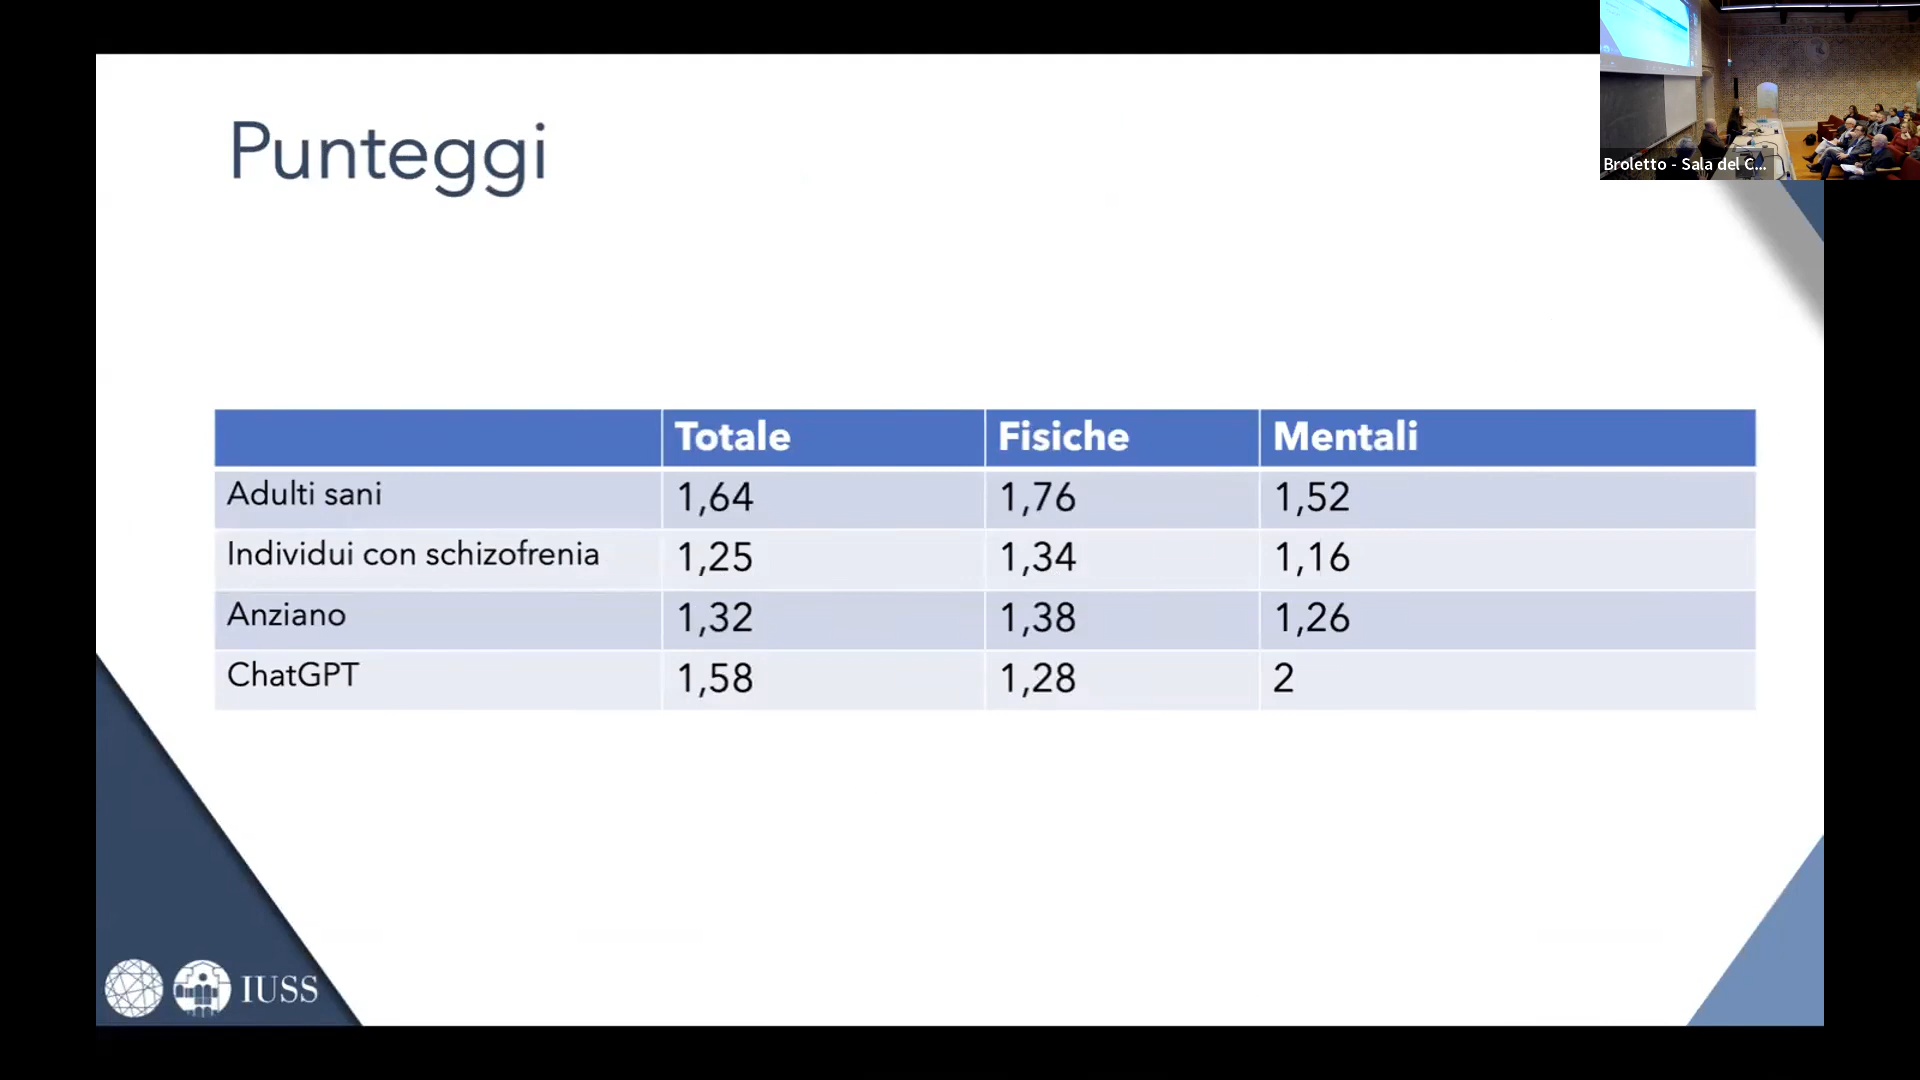 Punteggi
Broletto - Sala del C...
Totale Fisiche Mentali
Adulti sani 1,64 1,76 1,52
Individui con schizofrenia 1,25 1,34 1,16
Anziano 1,32 1,38 1,26
ChatGPT 1,58 1,28 2
IUSS